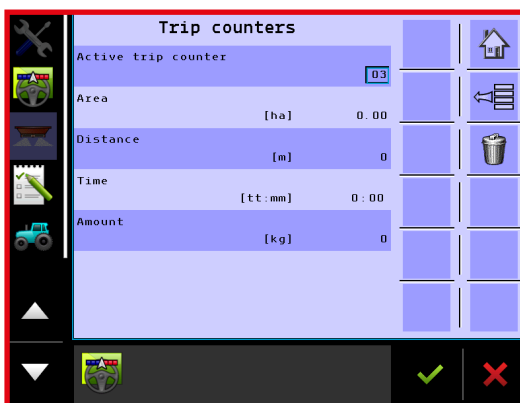 Trip counters
Active trip counter
03
Area
[ha] 0.00
Distance
[m] 0
Time
[tt:mm] 0:00
Amount
[kg] 0